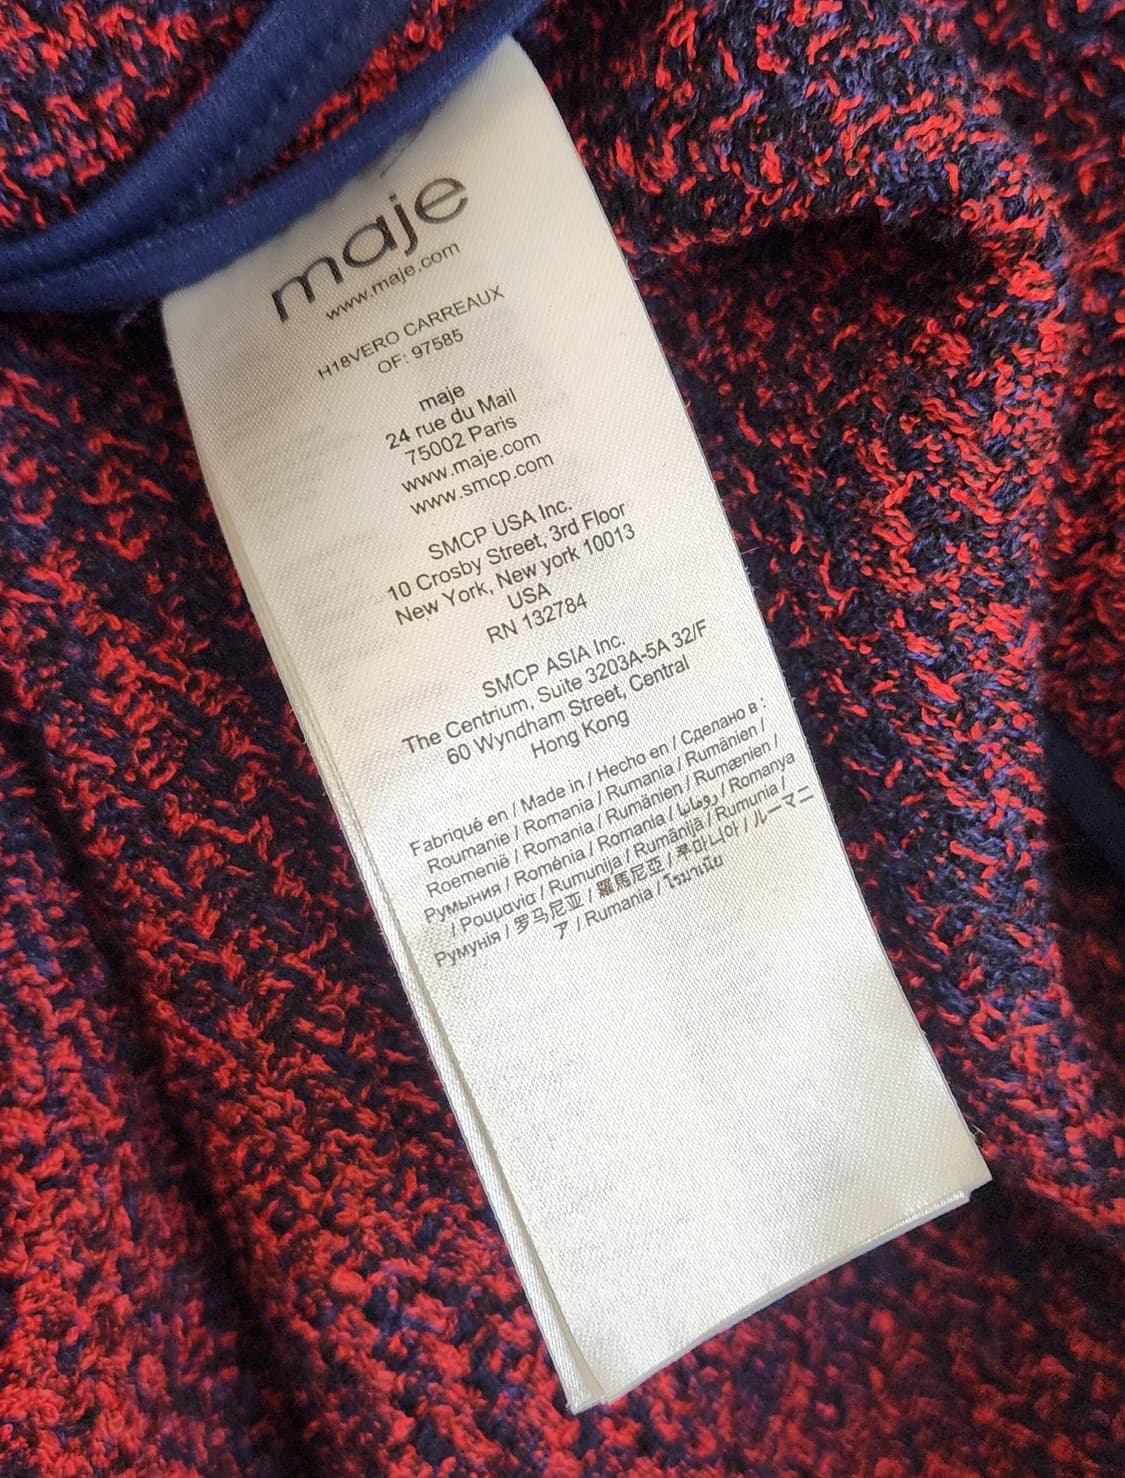 maje
www.maje.com
H18VERO CARREAUX
OF: 97585
maje
24 rue du Mail
75002 Paris
www.maje.com
www.smcp.com
SMCP USA Inc.
10 Crosby Street, 3rd Floor
New York, New york 10013
USA
RN 132784
SMCP ASIA Inc.
The Centrium, Suite 3203A-5A 32/F
60 Wyndham Street, Central
Hong Kong
Fabriqué en / Made in / Hecho en / Сделано в :
Roumanie / Romania / Rumania / Rumänien /
Roemenië / Romania / Rumänien / Rumænien /
Румыния / Roménia / Romania / رومانيا / Romanya
/ Ρουμανία / Rumunija / Rumānijā / Rumunia /
Румунія / 罗马尼亚 / 羅馬尼亞 / 루마니아 / ルーマニ
ア / Rumania / โรมาเนีย